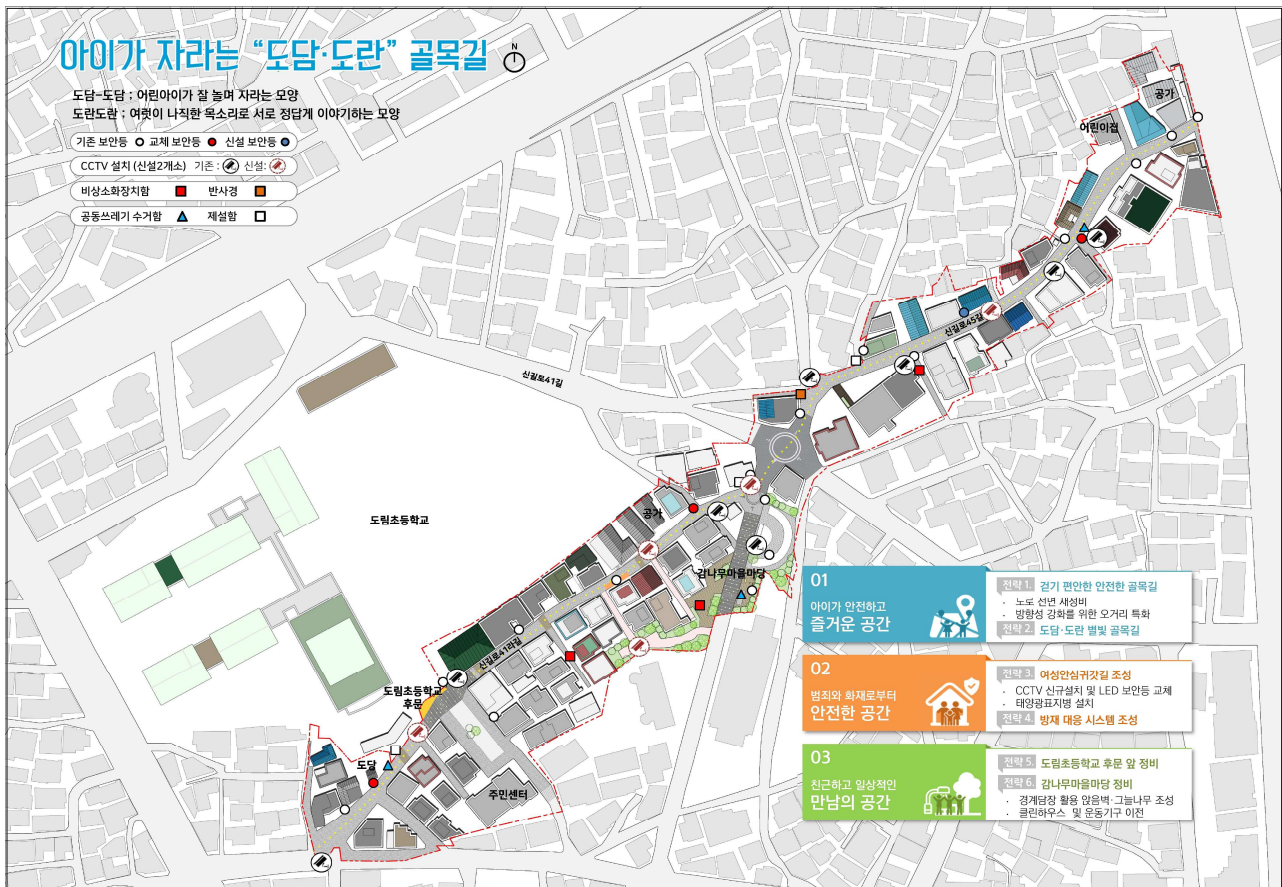 아이가 자라는 “도담·도란” 골목길
N
도담-도담 : 어린아이가 잘 놀며 자라는 모양
도란도란 : 여럿이 나직한 목소리로 서로 정답게 이야기하는 모양
기존 보안등 교체 보안등 신설 보안등
CCTV 설치 (신설2개소) 기존 : 신설:
비상소화장치함 반사경
공동쓰레기 수거함 제설함
공가
어린이집
신길로45길
신길로41길
도림초등학교
공가
감나무마을마당
신길로41라길
도림초등학교
후문
도당
주민센터
01
아이가 안전하고
즐거운 공간
전략 1. 걷기 편안한 안전한 골목길
· 노로 선면 새성비
· 방향성 강화를 위한 오거리 특화
전략 2. 도담·도란 별빛 골목길
02
범죄와 화재로부터
안전한 공간
전략 3. 여성안심귀갓길 조성
· CCTV 신규설치 및 LED 보안등 교체
· 태양광표지병 설치
전략 4. 방재 대응 시스템 조성
03
친근하고 일상적인
만남의 공간
전략 5. 도림초등학교 후문 앞 정비
전략 6. 감나무마을마당 정비
· 경계담장 활용 앉음벽·그늘나무 조성
· 클린하우스 및 운동기구 이전